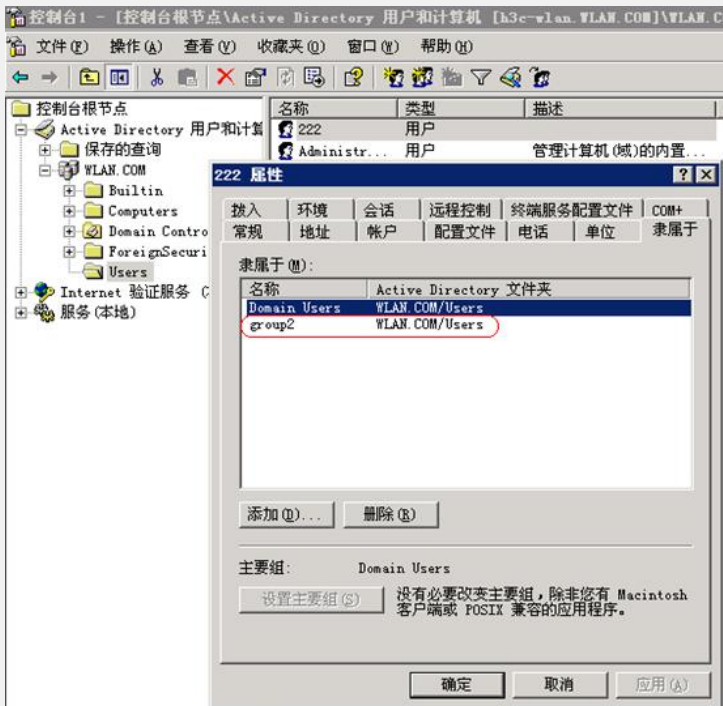 控制台1 - [控制台根节点\Active Directory 用户和计算机 [h3c-wlan.WLAN.COM]\WLAN.C
文件(F) 操作(A) 查看(V) 收藏夹(O) 窗口(W) 帮助(H)
控制台根节点
Active Directory 用户和计算
保存的查询
WLAN.COM
Builtin
Computers
Domain Contro
ForeignSecuri
Users
Internet 验证服务 (
服务(本地)
名称 类型 描述
222 用户
Administr... 用户 管理计算机(域)的内置...
222 属性
拨入 环境 会话 远程控制 终端服务配置文件 COM+
常规 地址 帐户 配置文件 电话 单位 隶属于
隶属于(M):
名称 Active Directory 文件夹
Domain Users WLAN.COM/Users
group2 WLAN.COM/Users
添加(D)... 删除(R)
主要组: Domain Users
设置主要组(S) 没有必要改变主要组，除非您有 Macintosh
客户端或 POSIX 兼容的应用程序。
确定 取消 应用(A)